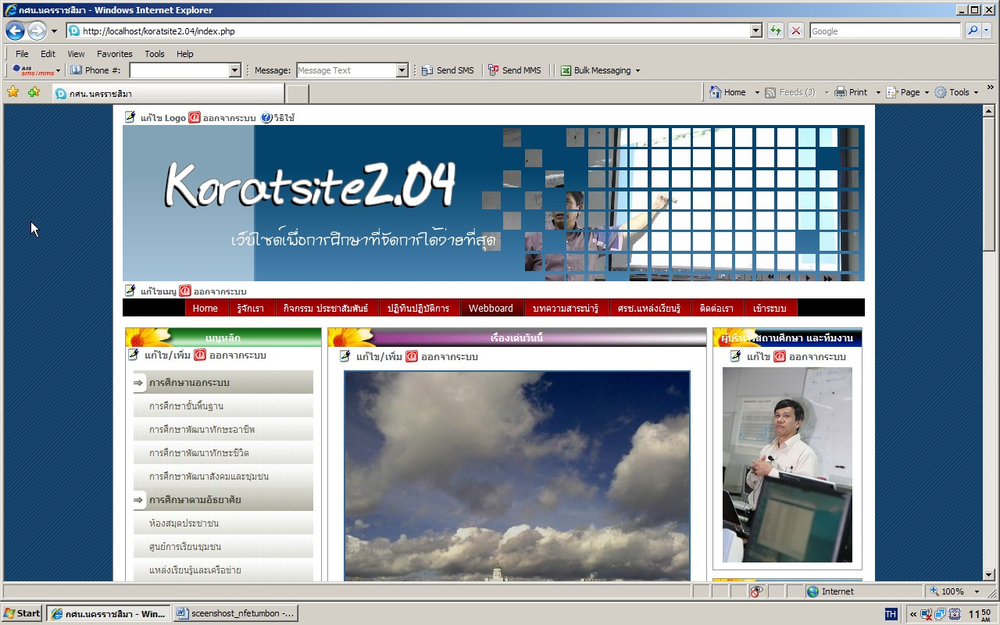 กศน.นครราชสีมา - Windows Internet Explorer
http://localhost/koratsite2.04/index.php
Google
File Edit View Favorites Tools Help
AIS sms|mms Phone #: Message: Message Text Send SMS Send MMS Bulk Messaging
กศน.นครราชสีมา
Home Feeds (J) Print Page Tools »
แก้ไข Logo ออกจากระบบ วิธีใช้
Koratsite2.04
เว็บไซด์เพื่อการศึกษาที่จัดการได้ง่ายที่สุด
แก้ไขเมนู ออกจากระบบ
Home รู้จักเรา กิจกรรม ประชาสัมพันธ์ ปฏิทินปฏิบัติการ Webboard บทความสาระน่ารู้ ศรช.แหล่งเรียนรู้ ติดต่อเรา เข้าระบบ
เมนูหลัก
แก้ไข/เพิ่ม ออกจากระบบ
การศึกษานอกระบบ
การศึกษาขั้นพื้นฐาน
การศึกษาพัฒนาทักษะอาชีพ
การศึกษาพัฒนาทักษะชีวิต
การศึกษาพัฒนาสังคมและชุมชน
การศึกษาตามอัธยาศัย
ห้องสมุดประชาชน
ศูนย์การเรียนชุมชน
แหล่งเรียนรู้และเครือข่าย
เรื่องเด่นวันนี้
แก้ไข/เพิ่ม ออกจากระบบ
ผู้บริหารสถานศึกษา และทีมงาน
แก้ไข ออกจากระบบ
Internet 100%
Start กศน.นครราชสีมา - Win... sceenshost_nfetumbon -... TH « 11 50 AM